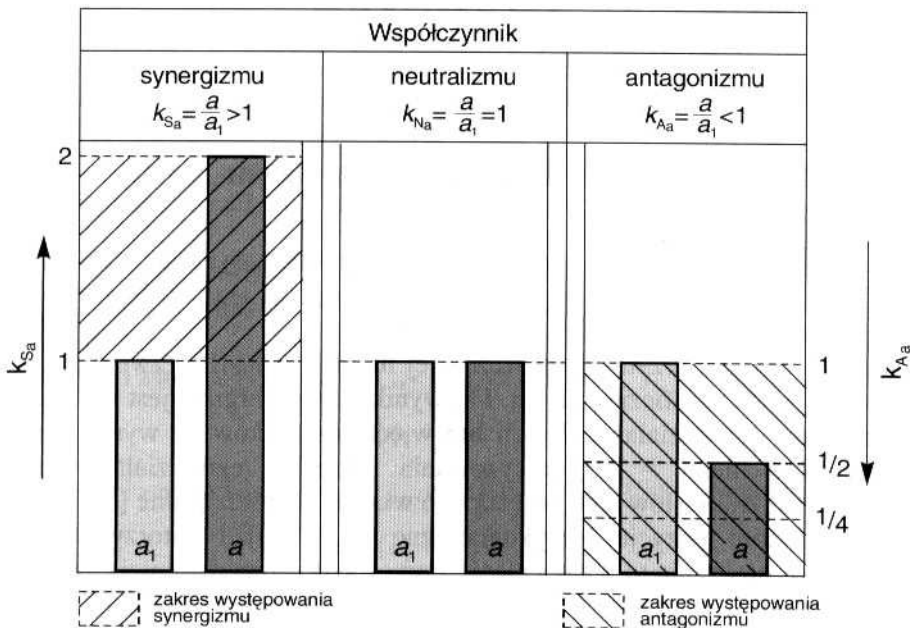 Współczynnik
synergizmu
k_Sa = a/a₁ >1
neutralizmu
k_Na = a/a₁ =1
antagonizmu
k_Aa = a/a₁ <1
2
1
k_Sa
a₁
a
a₁
a
a₁
a
1
1/2
1/4
k_Aa
zakres występowania
synergizmu
zakres występowania
antagonizmu